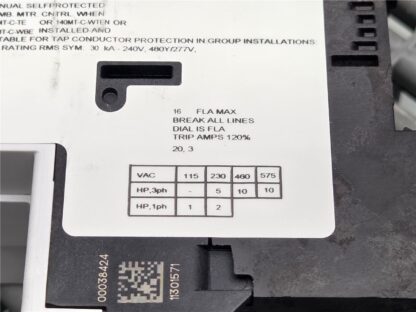 NUAL SELFPROTECTED
MB. MTR. CNTRL WHEN
MT-C-TE OR 140MT-C-WTEN OR
MT-C-WBE INSTALLED AND
TABLE FOR TAP CONDUCTOR PROTECTION IN GROUP INSTALLATIONS:
RATING RMS SYM: 30 kA - 240V, 480Y/277V,
16 FLA MAX
BREAK ALL LINES
DIAL IS FLA
TRIP AMPS 120%
20, 3
VAC 115 230 460 575
HP,3ph - 5 10 10
HP,1ph 1 2
00038424
11301571